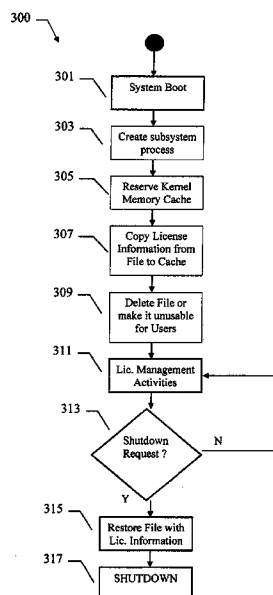 300
301
System Boot
303
Create subsystem
process
305
Reserve Kernel
Memory Cache
307
Copy License
Information from
File to Cache
309
Delete File or
make it unusable
for Users
311
Lic. Management
Activities
313
Shutdown
Request ?
N
Y
315
Restore File with
Lic. Information
317
SHUTDOWN